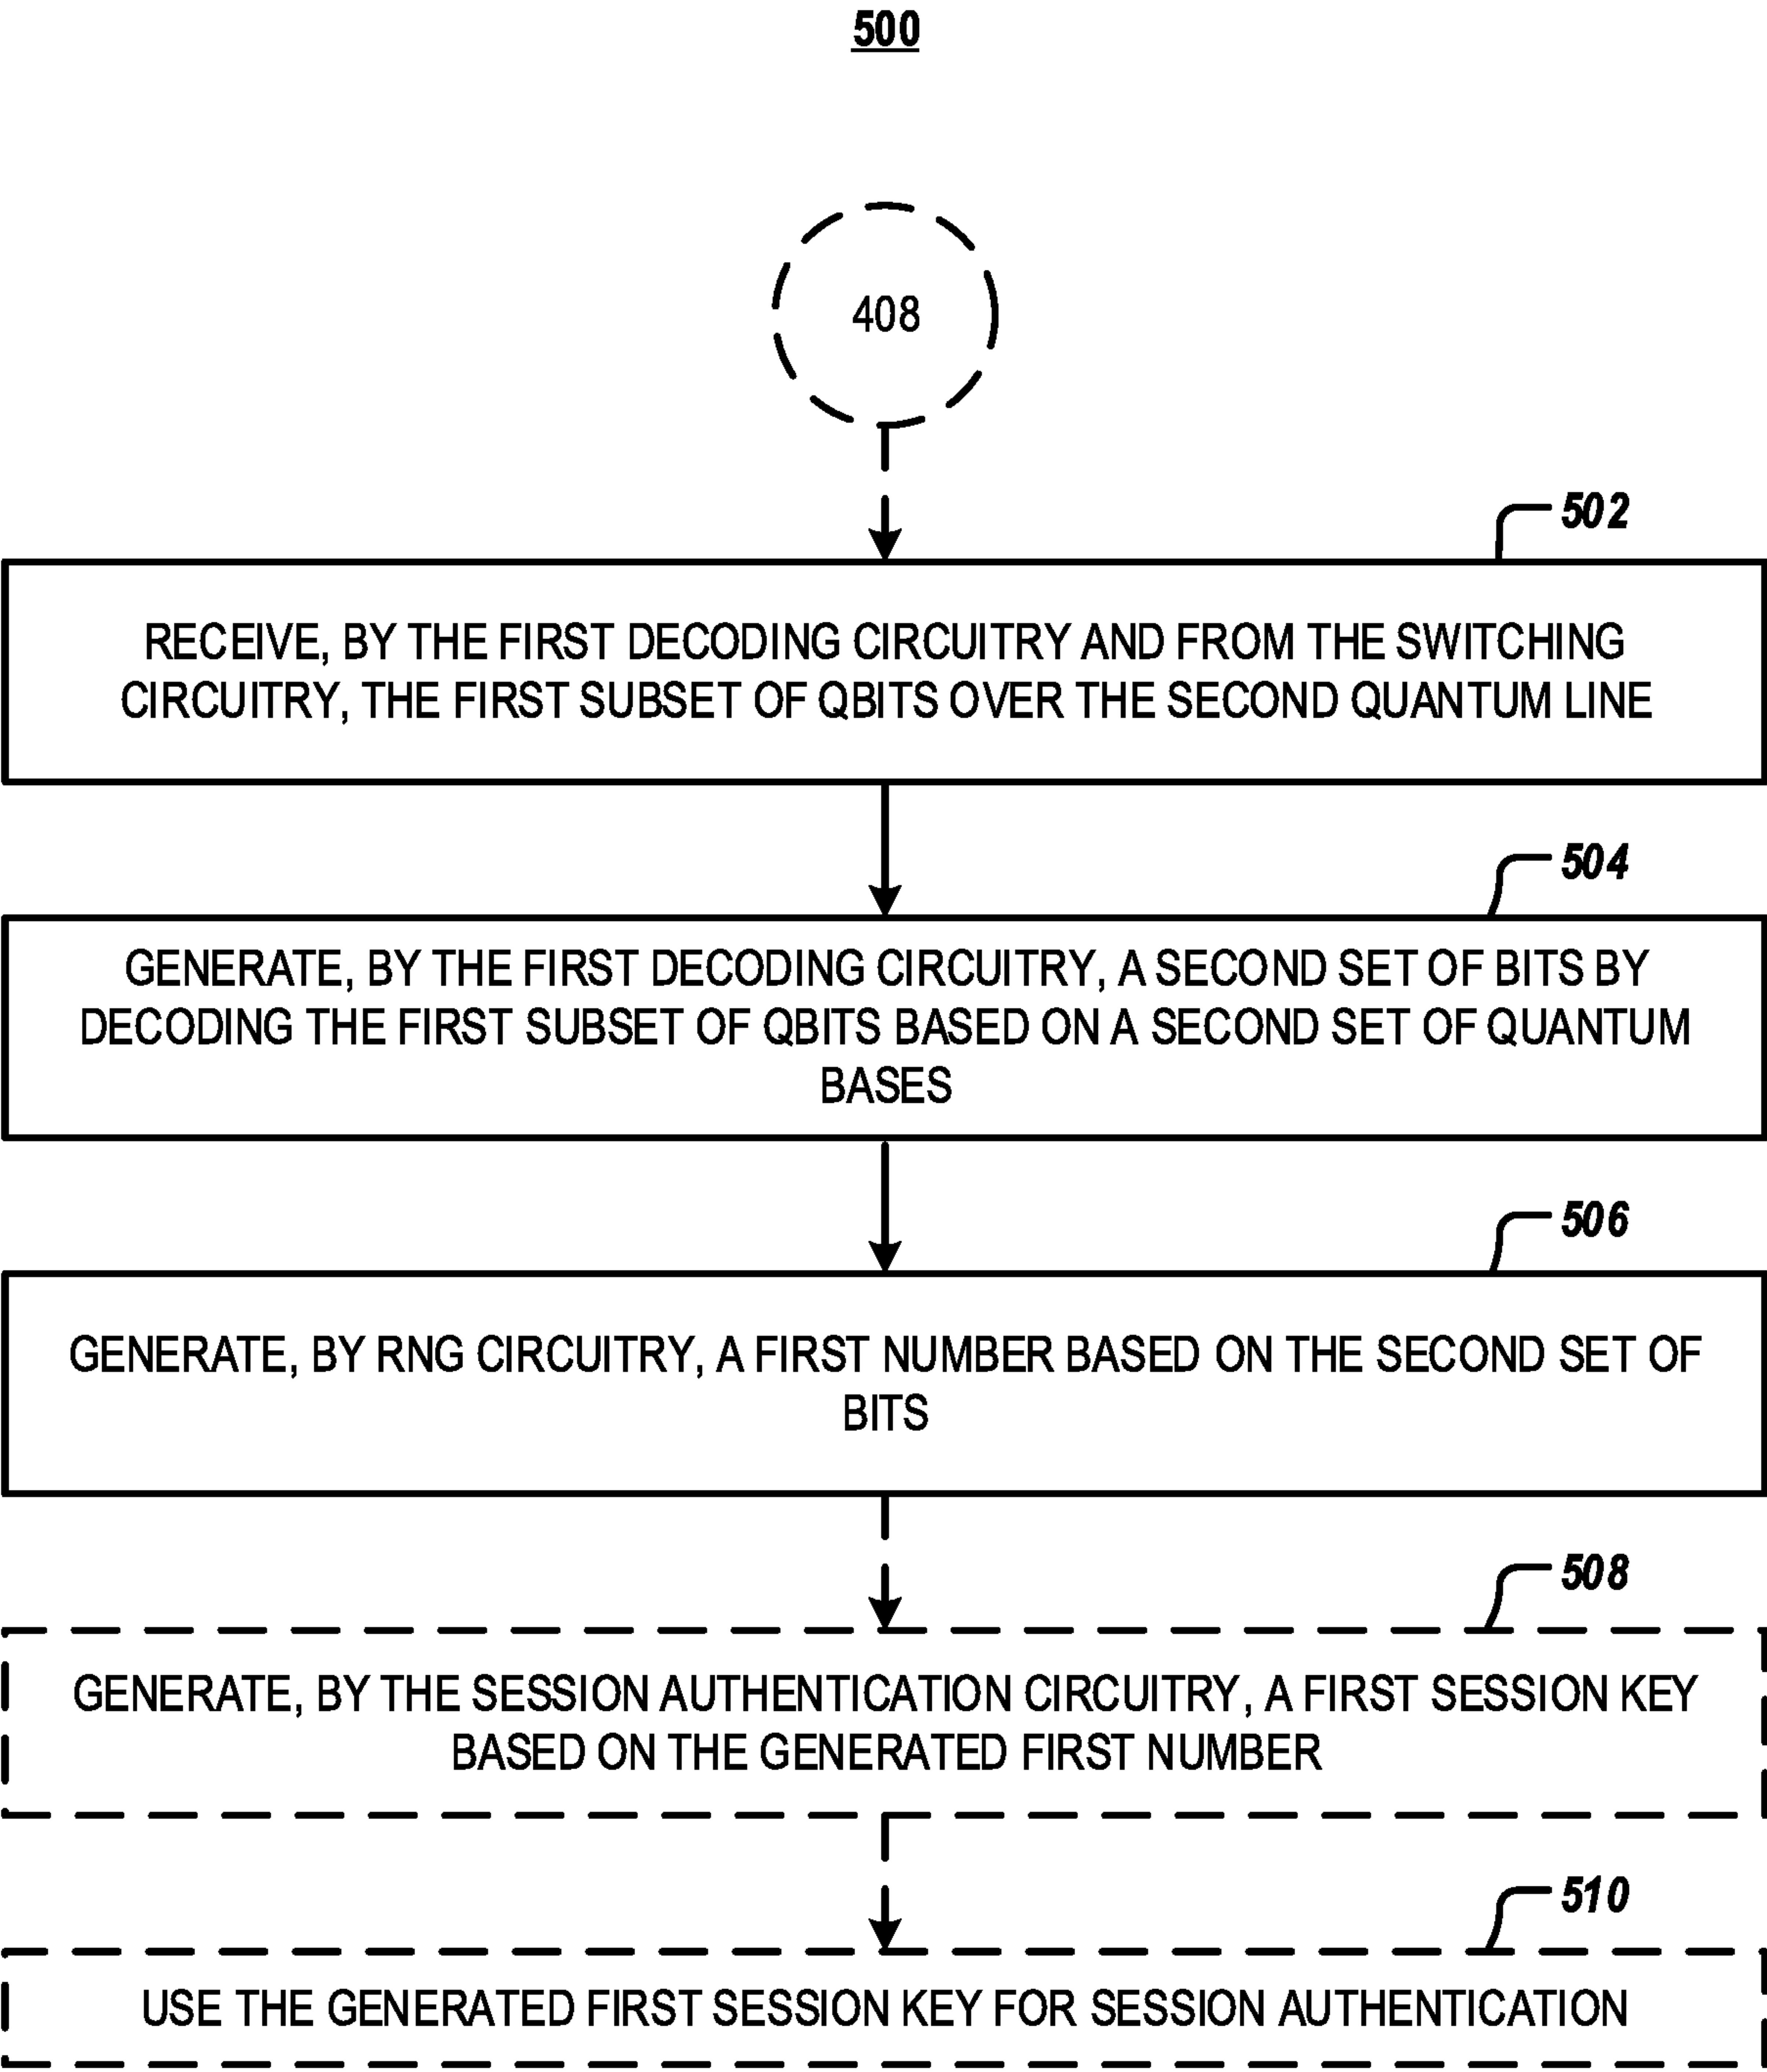 500
408
502
RECEIVE, BY THE FIRST DECODING CIRCUITRY AND FROM THE SWITCHING
CIRCUITRY, THE FIRST SUBSET OF QBITS OVER THE SECOND QUANTUM LINE
504
GENERATE, BY THE FIRST DECODING CIRCUITRY, A SECOND SET OF BITS BY
DECODING THE FIRST SUBSET OF QBITS BASED ON A SECOND SET OF QUANTUM
BASES
506
GENERATE, BY RNG CIRCUITRY, A FIRST NUMBER BASED ON THE SECOND SET OF
BITS
508
GENERATE, BY THE SESSION AUTHENTICATION CIRCUITRY, A FIRST SESSION KEY
BASED ON THE GENERATED FIRST NUMBER
510
USE THE GENERATED FIRST SESSION KEY FOR SESSION AUTHENTICATION